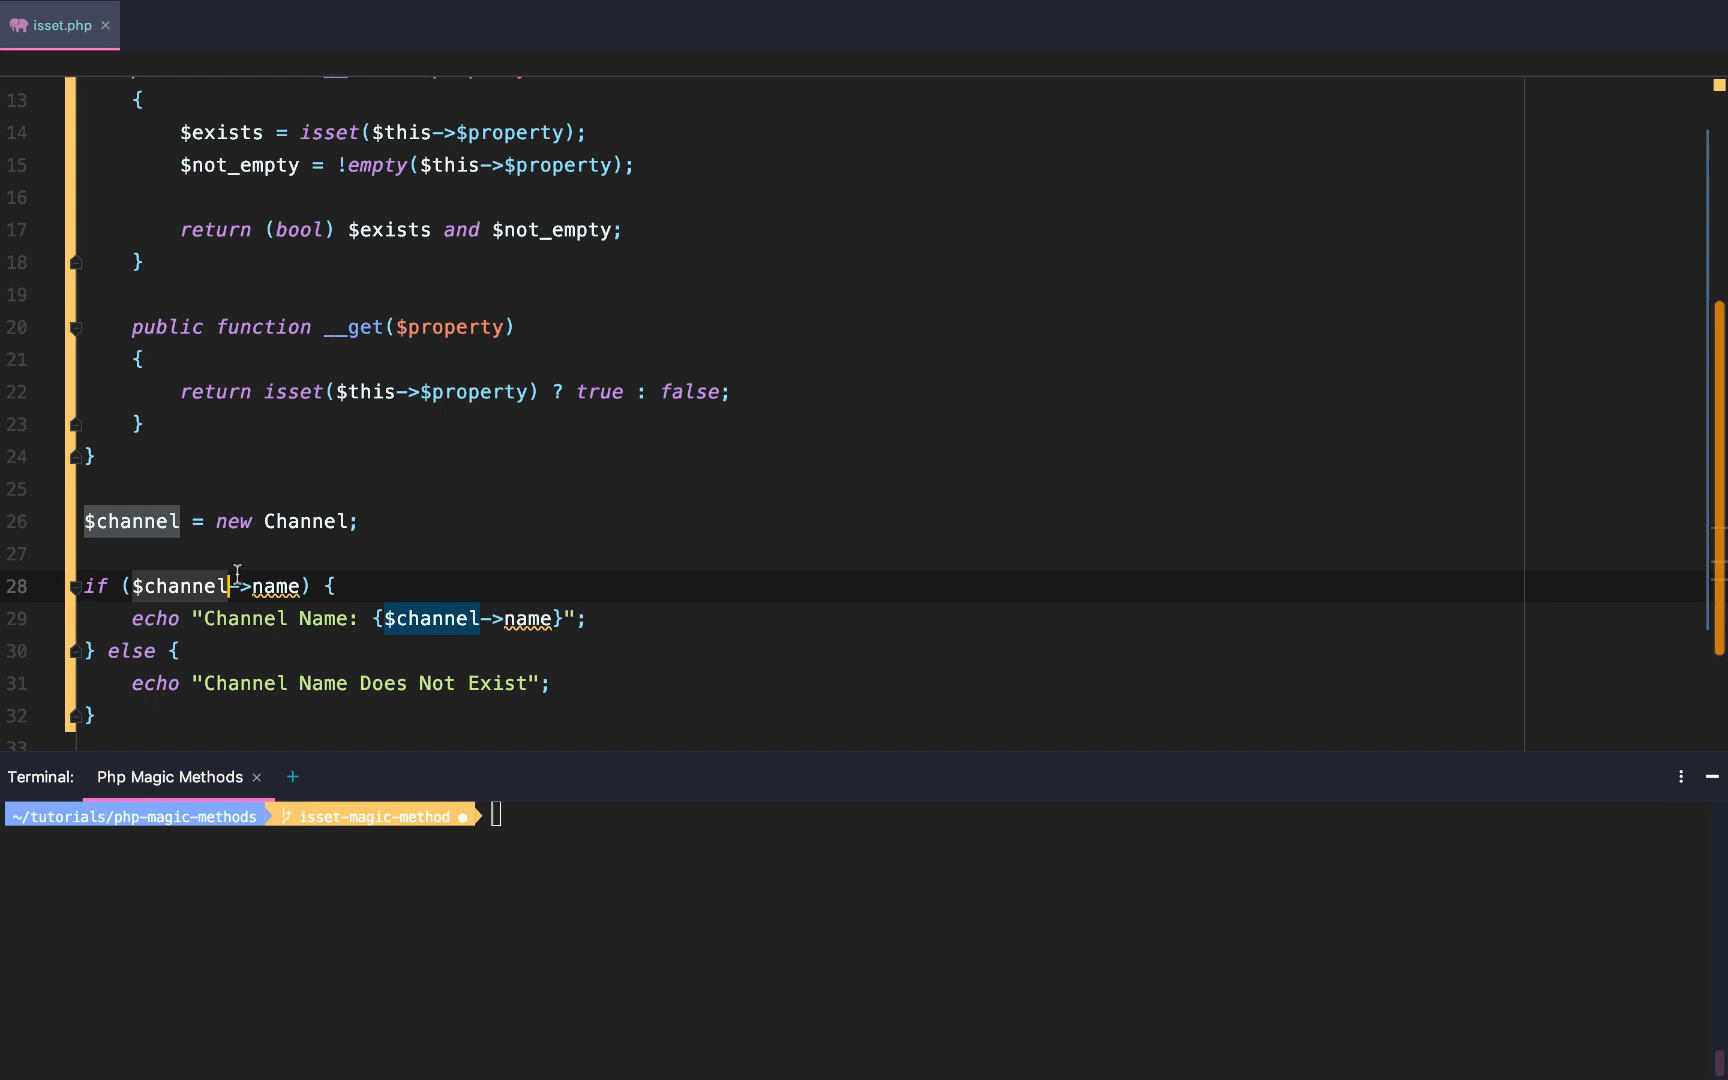 isset.php ×
13 {
14 $exists = isset($this->$property);
15 $not_empty = !empty($this->$property);
16
17 return (bool) $exists and $not_empty;
18 }
19
20 public function __get($property)
21 {
22 return isset($this->$property) ? true : false;
23 }
24 }
25
26 $channel = new Channel;
27
28 if ($channel->name) {
29 echo "Channel Name: {$channel->name}";
30 } else {
31 echo "Channel Name Does Not Exist";
32 }
33
Terminal: Php Magic Methods × +
~/tutorials/php-magic-methods isset-magic-method ●